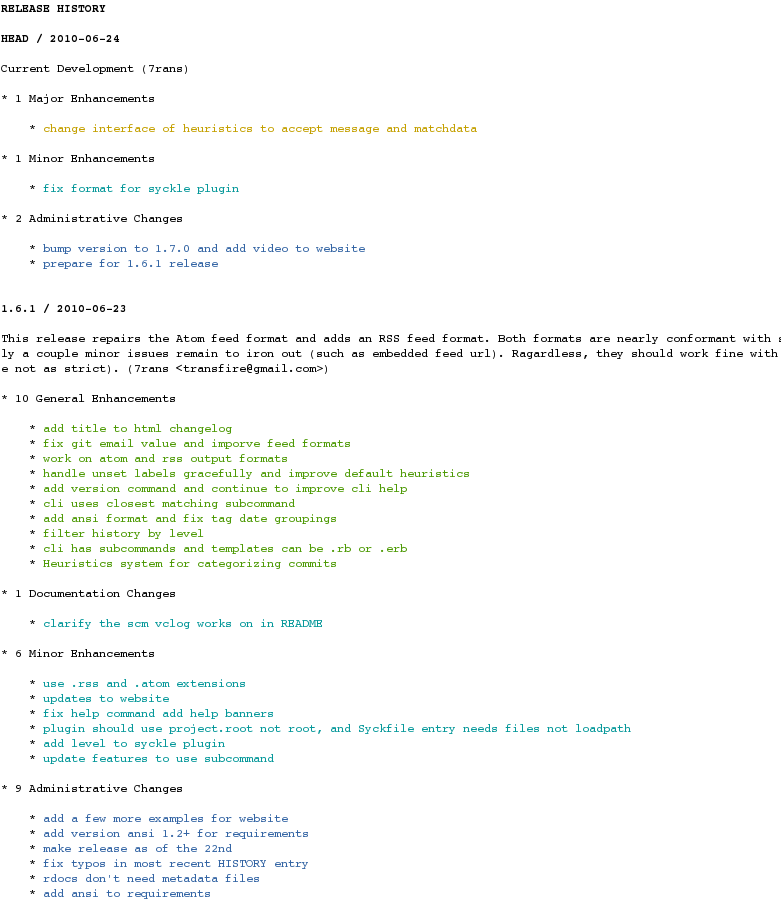 RELEASE HISTORY
HEAD / 2010-06-24
Current Development (7rans)
* 1 Major Enhancements
* change interface of heuristics to accept message and matchdata
* 1 Minor Enhancements
* fix format for syckle plugin
* 2 Administrative Changes
* bump version to 1.7.0 and add video to website
* prepare for 1.6.1 release
1.6.1 / 2010-06-23
This release repairs the Atom feed format and adds an RSS feed format. Both formats are nearly conformant with
ly a couple minor issues remain to iron out (such as embedded feed url). Ragardless, they should work fine with
e not as strict). (7rans <transfire@gmail.com>)
* 10 General Enhancements
* add title to html changelog
* fix git email value and imporve feed formats
* work on atom and rss output formats
* handle unset labels gracefully and improve default heuristics
* add version command and continue to improve cli help
* cli uses closest matching subcommand
* add ansi format and fix tag date groupings
* filter history by level
* cli has subcommands and templates can be .rb or .erb
* Heuristics system for categorizing commits
* 1 Documentation Changes
* clarify the scm vclog works on in README
* 6 Minor Enhancements
* use .rss and .atom extensions
* updates to website
* fix help command add help banners
* plugin should use project.root not root, and Syckfile entry needs files not loadpath
* add level to syckle plugin
* update features to use subcommand
* 9 Administrative Changes
* add a few more examples for website
* add version ansi 1.2+ for requirements
* make release as of the 22nd
* fix typos in most recent HISTORY entry
* rdocs don't need metadata files
* add ansi to requirements